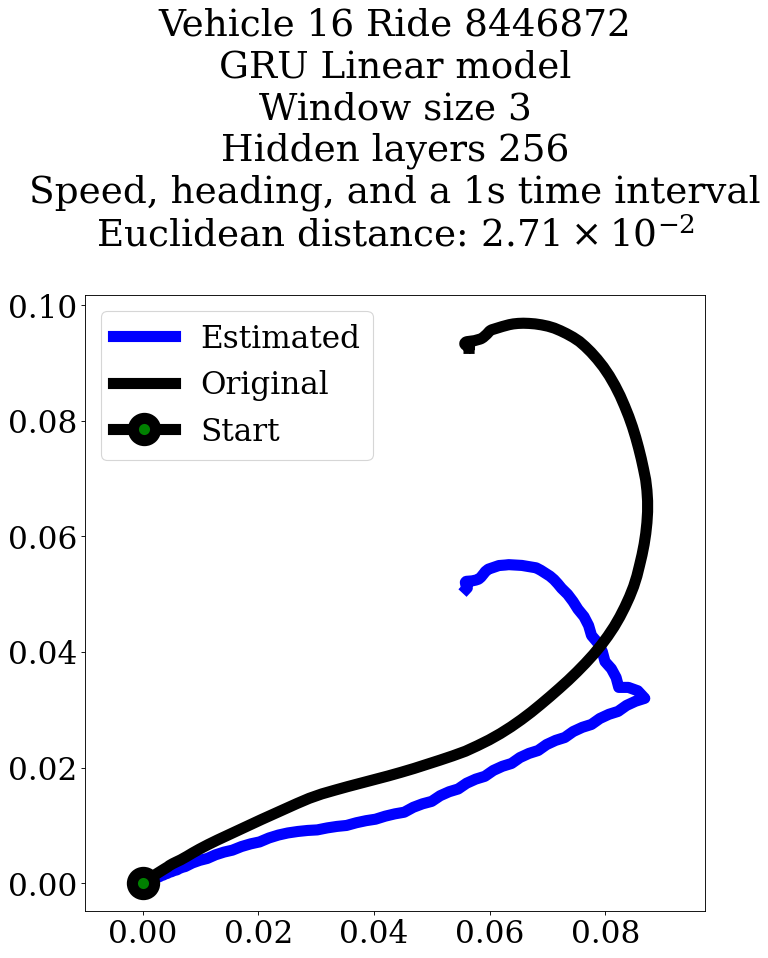 Vehicle 16 Ride 8446872
GRU Linear model
Window size 3
Hidden layers 256
Speed, heading, and a 1s time interval
Euclidean distance: 2.71 × 10⁻²
0.10
0.08
0.06
0.04
0.02
0.00
Estimated
Original
Start
0.00 0.02 0.04 0.06 0.08